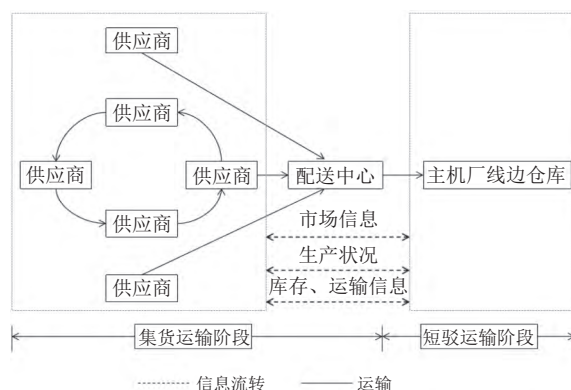 供应商
供应商
供应商
供应商
配送中心
主机厂线边仓库
供应商
市场信息
生产状况
供应商
库存、运输信息
集货运输阶段
短驳运输阶段
信息流转
运输